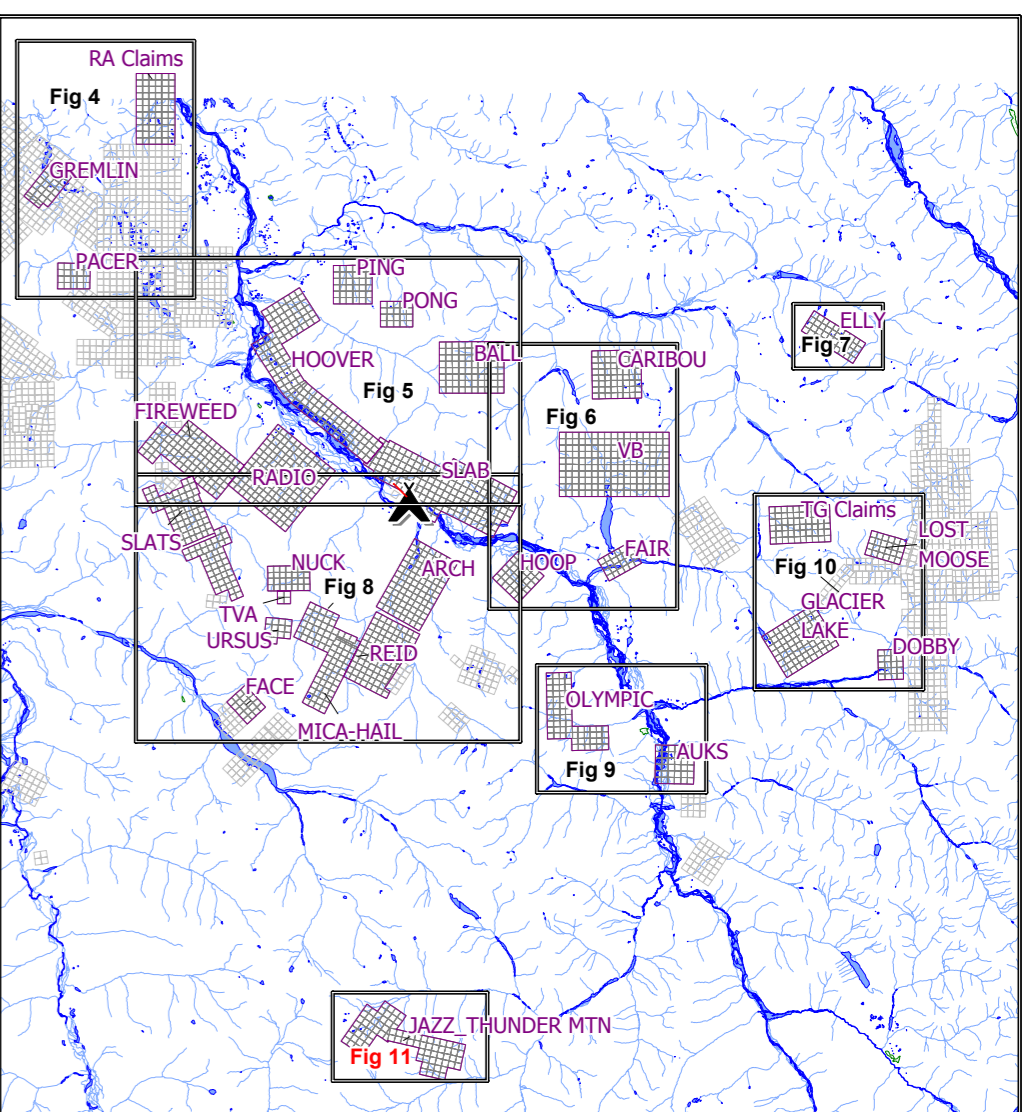 RA Claims
Fig 4
GREMLIN
PACER
PING
PONG
ELLY
Fig 7
HOOVER
BALL
CARIBOU
Fig 5
Fig 6
FIREWEED
VB
RADIO
SLAB
TG Claims
LOST
SLATS
MOOSE
NUCK
ARCH
HOOP
FAIR
Fig 10
Fig 8
GLACIER
TVA
LAKE
URSUS
REID
DOBBY
FACE
OLYMPIC
MICA-HAIL
AUKS
Fig 9
JAZZ_THUNDER MTN
Fig 11